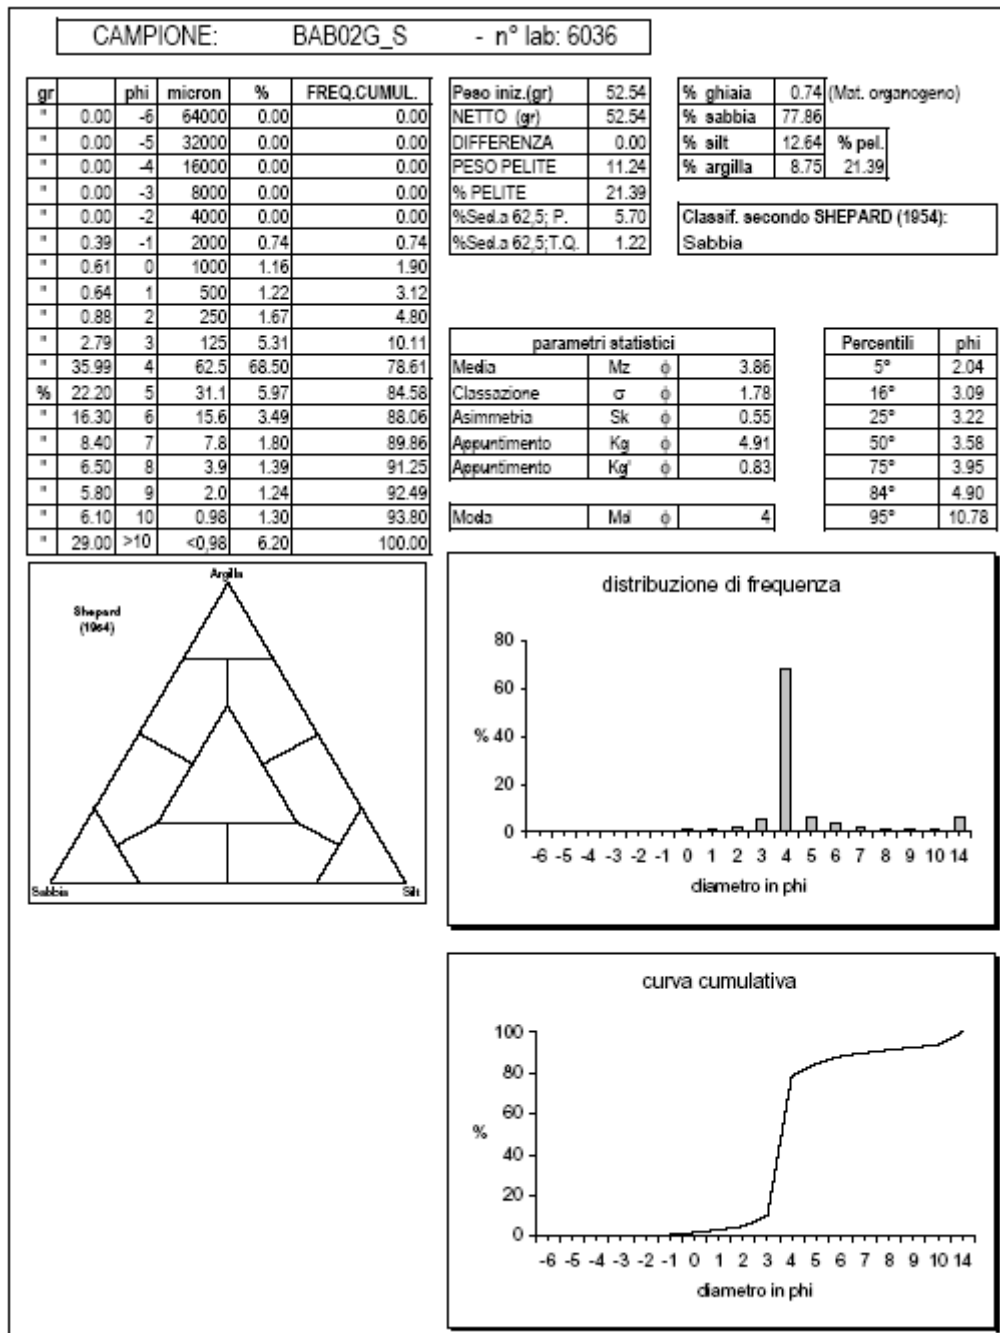 CAMPIONE: BAB02G_S - n° lab: 6036
gr phi micron % FREQ.CUMUL.
" 0.00 -6 64000 0.00 0.00
" 0.00 -5 32000 0.00 0.00
" 0.00 -4 16000 0.00 0.00
" 0.00 -3 8000 0.00 0.00
" 0.00 -2 4000 0.00 0.00
" 0.39 -1 2000 0.74 0.74
" 0.61 0 1000 1.16 1.90
" 0.64 1 500 1.22 3.12
" 0.88 2 250 1.67 4.80
" 2.79 3 125 5.31 10.11
" 35.99 4 62.5 68.50 78.61
% 22.20 5 31.1 5.97 84.58
" 16.30 6 15.6 3.49 88.06
" 8.40 7 7.8 1.80 89.86
" 6.50 8 3.9 1.39 91.25
" 5.80 9 2.0 1.24 92.49
" 6.10 10 0.98 1.30 93.80
" 29.00 >10 <0,98 6.20 100.00
Peso iniz.(gr) 52.54
NETTO (gr) 52.54
DIFFERENZA 0.00
PESO PELITE 11.24
% PELITE 21.39
%Sed.a 62,5; P. 5.70
%Sed.a 62,5;T.Q. 1.22
% ghiaia 0.74 (Mat. organogeno)
% sabbia 77.86
% silt 12.64 % pel.
% argilla 8.75 21.39
Classif. secondo SHEPARD (1954):
Sabbia
parametri statistici
Media Mz ϕ 3.86
Classazione σ ϕ 1.78
Asimmetria Sk ϕ 0.55
Appuntimento Kg ϕ 4.91
Appuntimento Kg' ϕ 0.83
Moda Md ϕ 4
Percentili phi
5° 2.04
16° 3.09
25° 3.22
50° 3.58
75° 3.95
84° 4.90
95° 10.78
Argilla
Shepard
(1954)
Sabbia Silt
distribuzione di frequenza
80
60
% 40
20
0
-6 -5 -4 -3 -2 -1 0 1 2 3 4 5 6 7 8 9 10 14
diametro in phi
curva cumulativa
100
80
60
%
40
20
0
-6 -5 -4 -3 -2 -1 0 1 2 3 4 5 6 7 8 9 10 14
diametro in phi